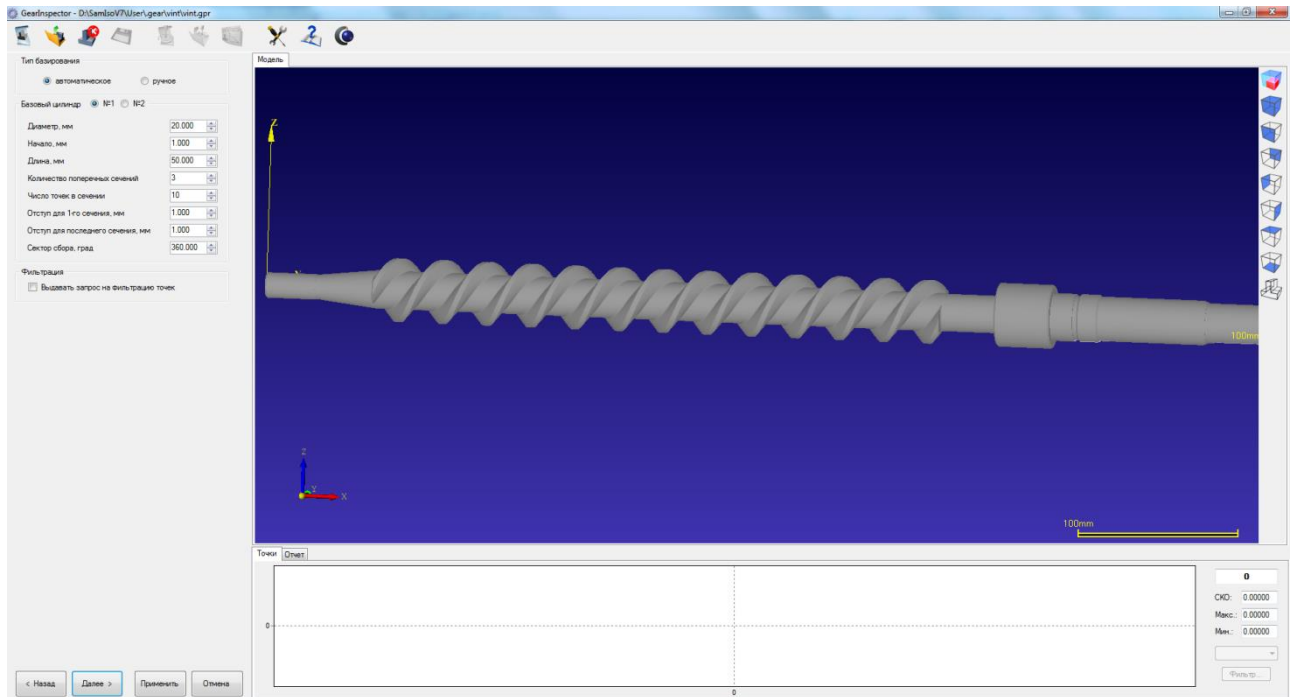 GearInspector - D:\SamIsoV7\User\.gear\vint\vint.gpr
Тип базирования
автоматическое ручное
Базовый цилиндр №1 №2
Диаметр, мм 20.000
Начало, мм 1.000
Длина, мм 50.000
Количество поперечных сечений 3
Число точек в сечении 10
Отступ для 1-го сечения, мм 1.000
Отступ для последнего сечения, мм 1.000
Сектор сбора, град 360.000
Фильтрация
Выдавать запрос на фильтрацию точек
< Назад Далее > Применить Отмена
Модель
Z
100mm
Z
Y
X
100mm
Точки Отчет
0
0
0
СКО: 0.00000
Макс.: 0.00000
Мин.: 0.00000
Фильтр...